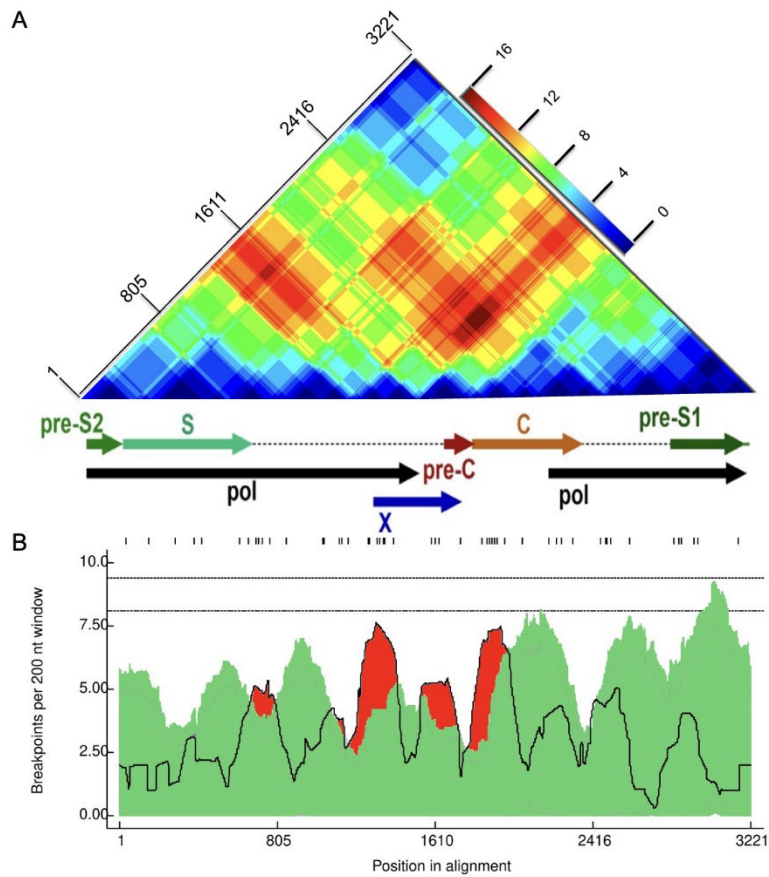 A
3221
2416
1611
805
1
16
12
8
4
0
pre-S2
S
C
pre-S1
pol
pre-C
pol
X
B
10.0
7.50
5.00
2.50
0.00
Breakpoints per 200 nt window
1
805
1610
2416
3221
Position in alignment